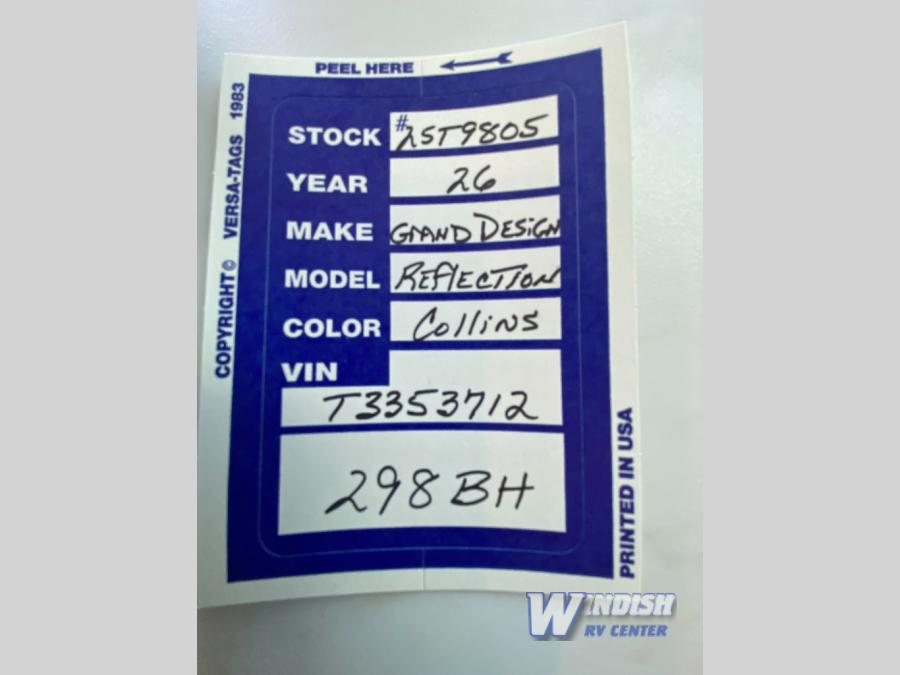 PEEL HERE
COPYRIGHT© VERSA-TAGS 1983
STOCK #25T9805
YEAR 26
MAKE GRAND DESIGN
MODEL REFLECTION
COLOR Collins
VIN
T3353712
298 BH
PRINTED IN USA
WINDISH
RV CENTER